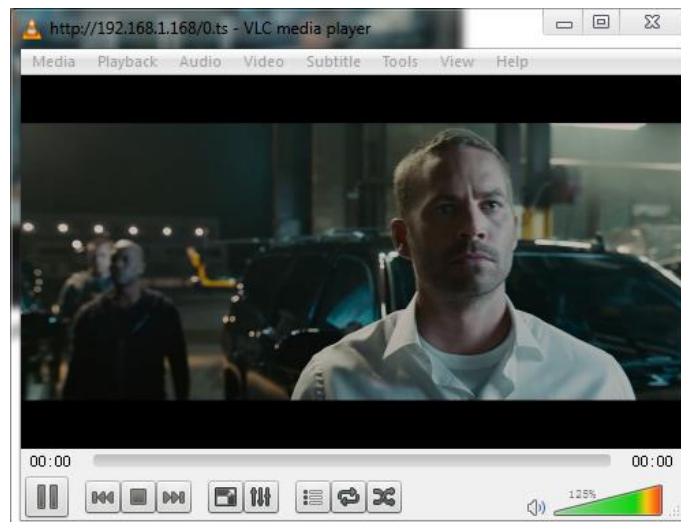 http://192.168.1.168/0.ts - VLC media player
Media Playback Audio Video Subtitle Tools View Help
00:00 00:00
125%